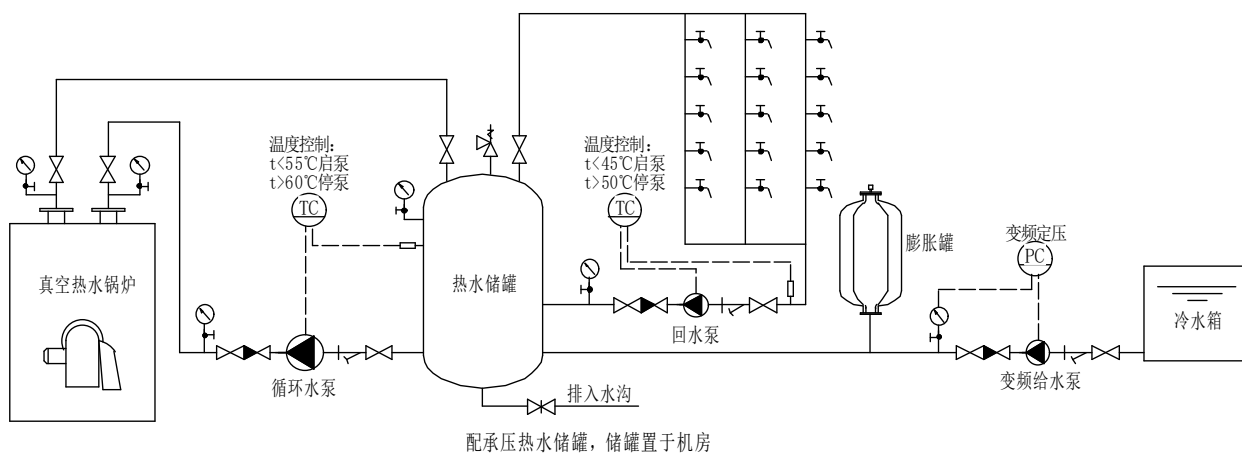 温度控制：
t<55℃启泵
t>60℃停泵
TC
温度控制：
t<45℃启泵
t>50℃停泵
TC
真空热水锅炉
热水储罐
膨胀罐
变频定压
PC
冷水箱
循环水泵
回水泵
变频给水泵
排入水沟
配承压热水储罐，储罐置于机房